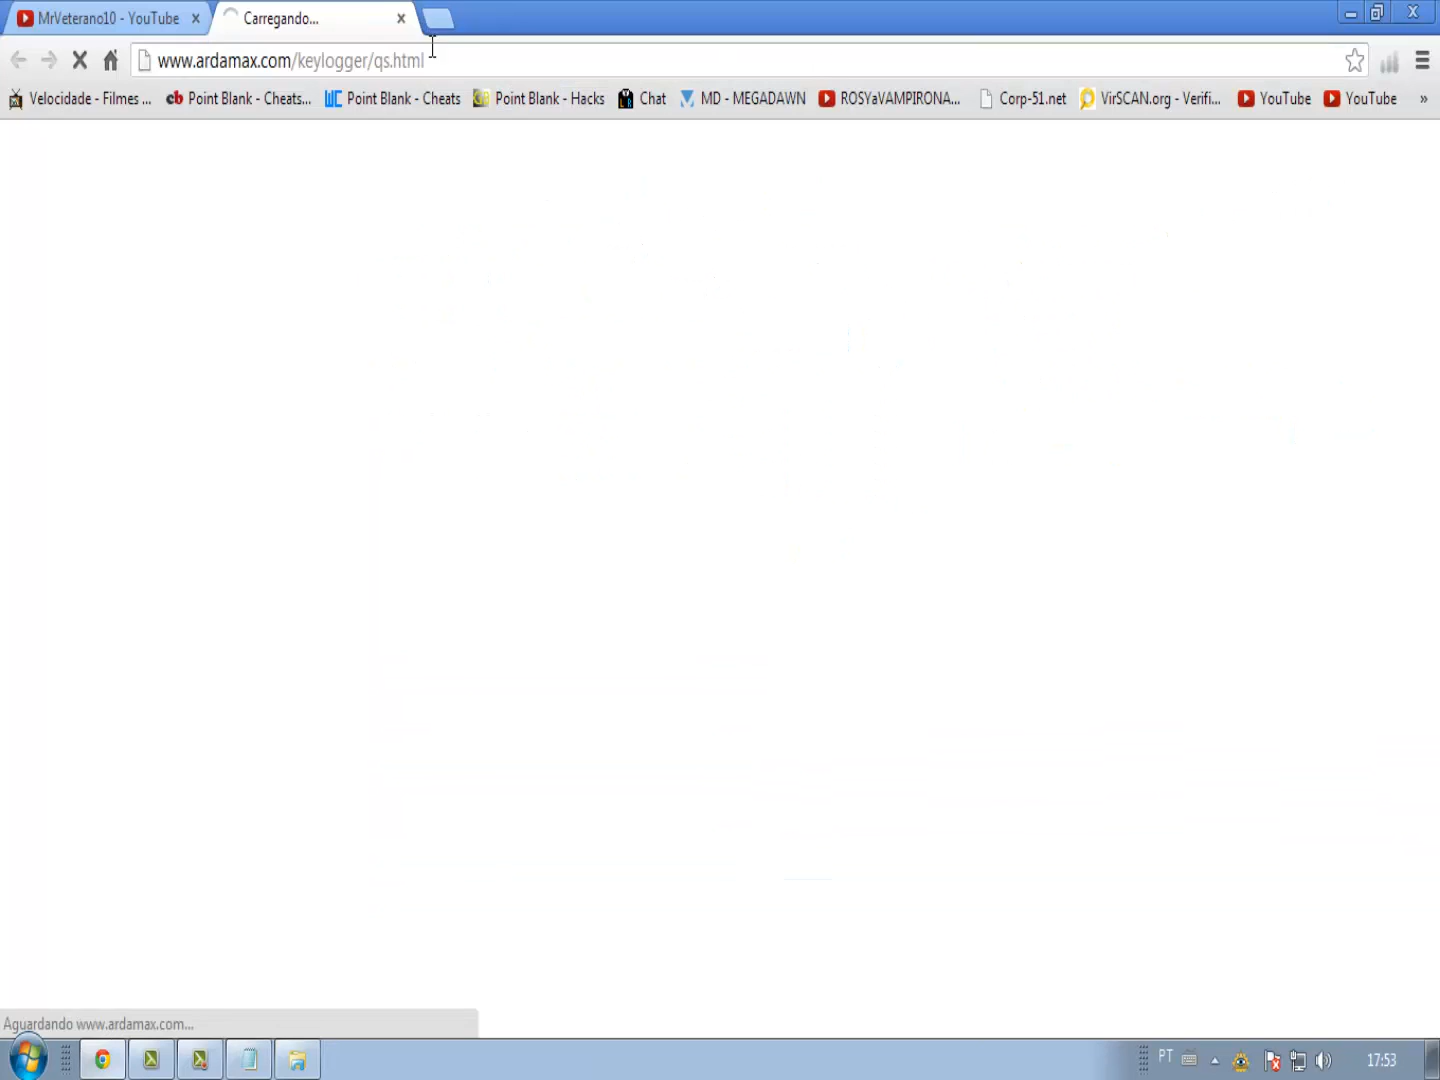 MrVeterano10 - YouTube
Carregando...
www.ardamax.com/keylogger/qs.html
Velocidade - Filmes ...
Point Blank - Cheats...
Point Blank - Cheats
Point Blank - Hacks
Chat
MD - MEGADAWN
ROSYaVAMPIRONA...
Corp-51.net
VirSCAN.org - Verifi...
YouTube
YouTube
»
Aguardando www.ardamax.com...
PT
17:53